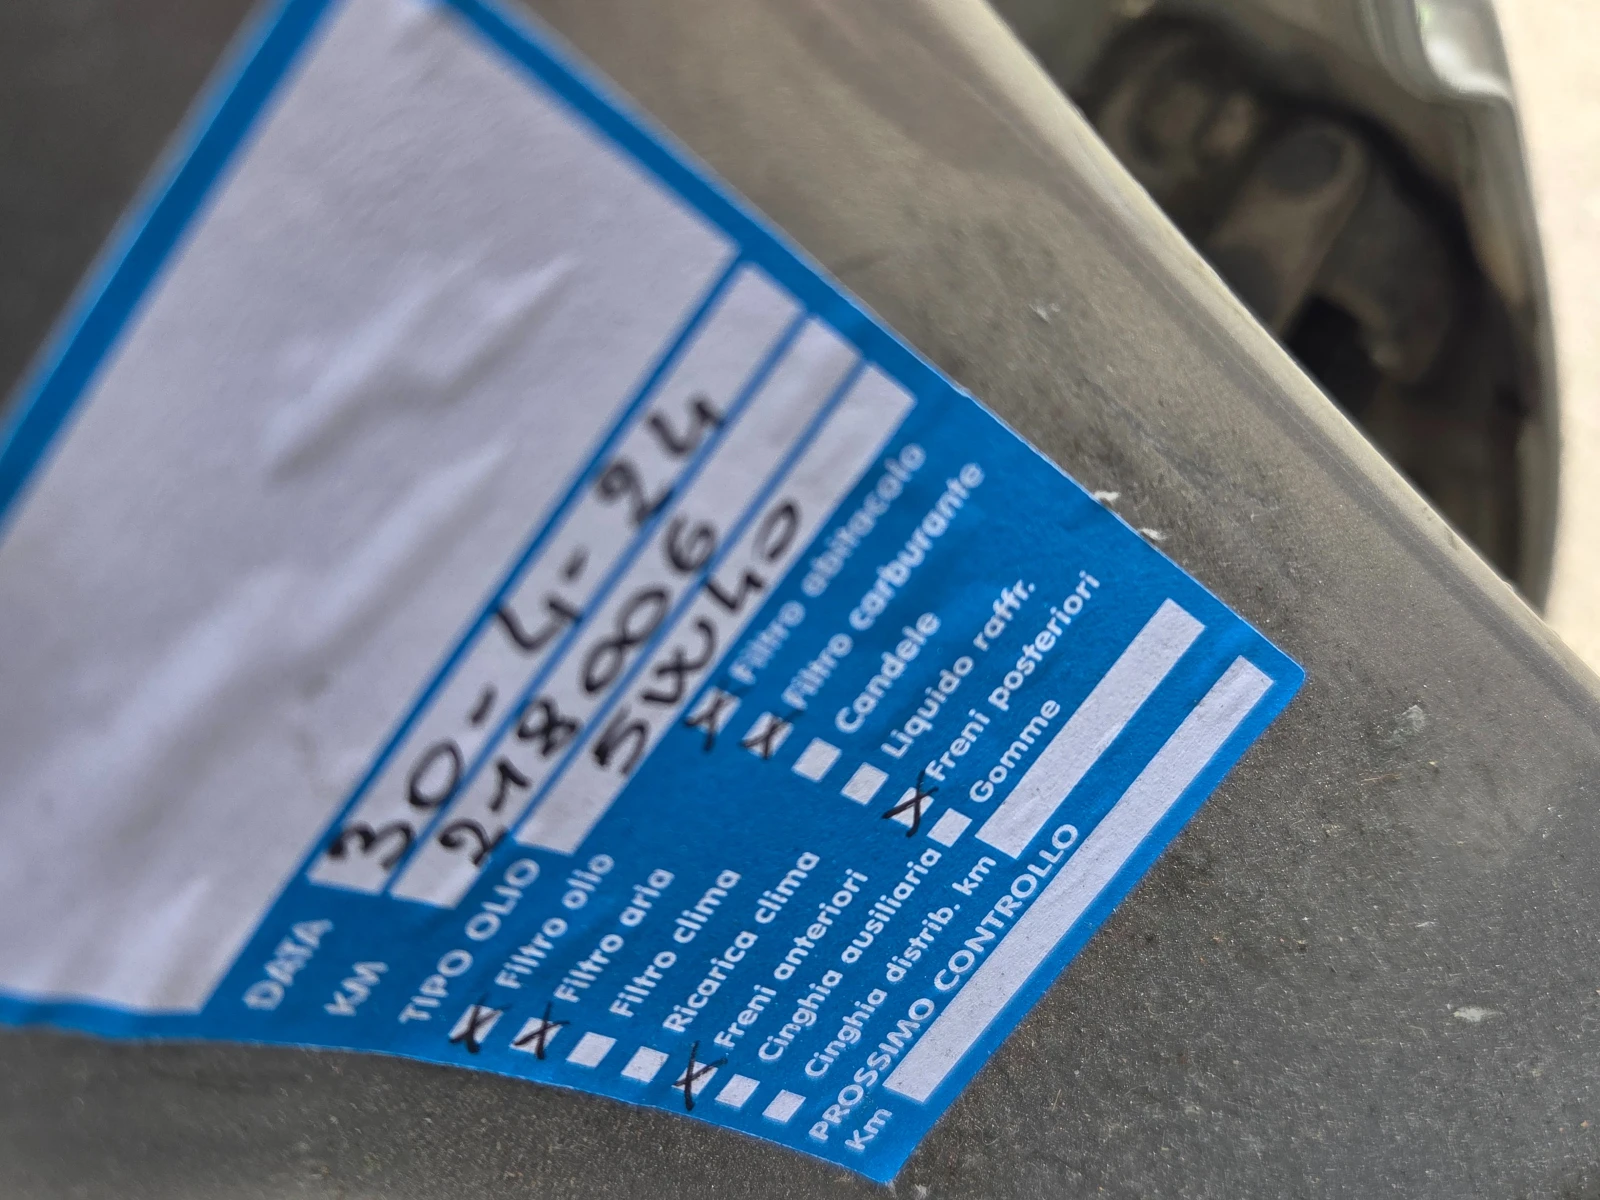 DATA 30-4-24
KM 218006
TIPO OLIO 5W40
X Filtro olio X Filtro abitacolo
X Filtro aria X Filtro carburante
Filtro clima Candele
Ricarica clima Liquido raffr.
X Freni anteriori X Freni posteriori
Cinghia ausiliaria Gomme
Cinghia distrib. km
PROSSIMO CONTROLLO
Km